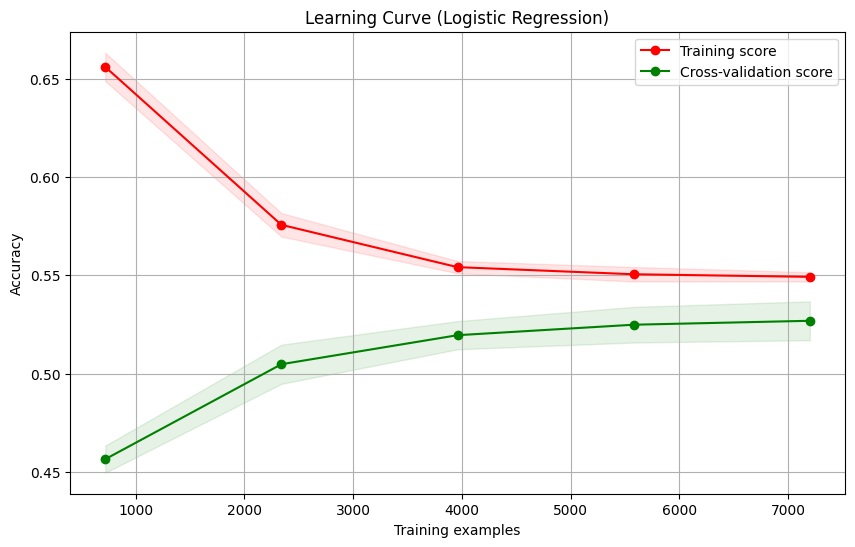 Learning Curve (Logistic Regression)
Training score
Cross-validation score
Accuracy
0.65
0.60
0.55
0.50
0.45
1000 2000 3000 4000 5000 6000 7000
Training examples